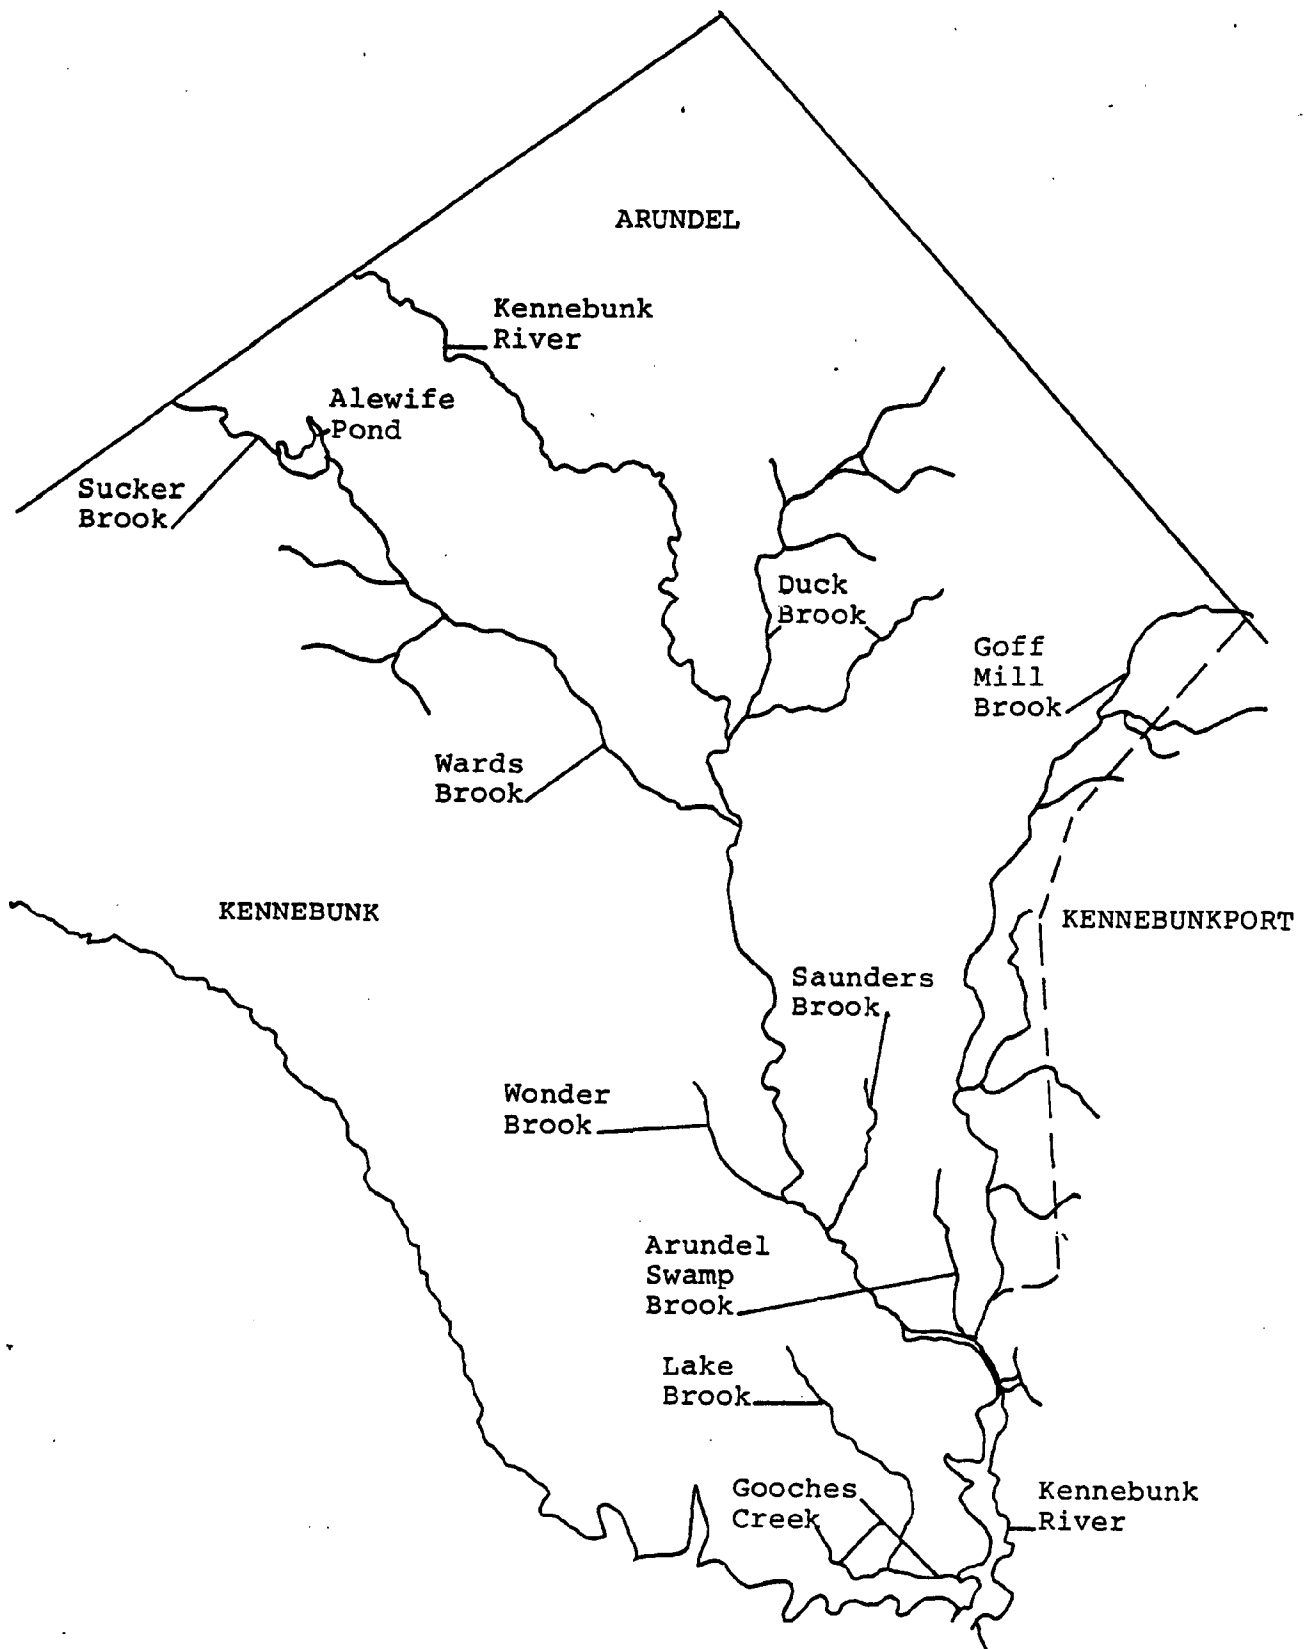 ARUNDEL
Kennebunk
River
Alewife
Pond
Sucker
Brook
Duck
Brook
Goff
Mill
Brook
Wards
Brook
KENNEBUNK
KENNEBUNKPORT
Saunders
Brook
Wonder
Brook
Arundel
Swamp
Brook
Lake
Brook
Gooches
Creek
Kennebunk
River